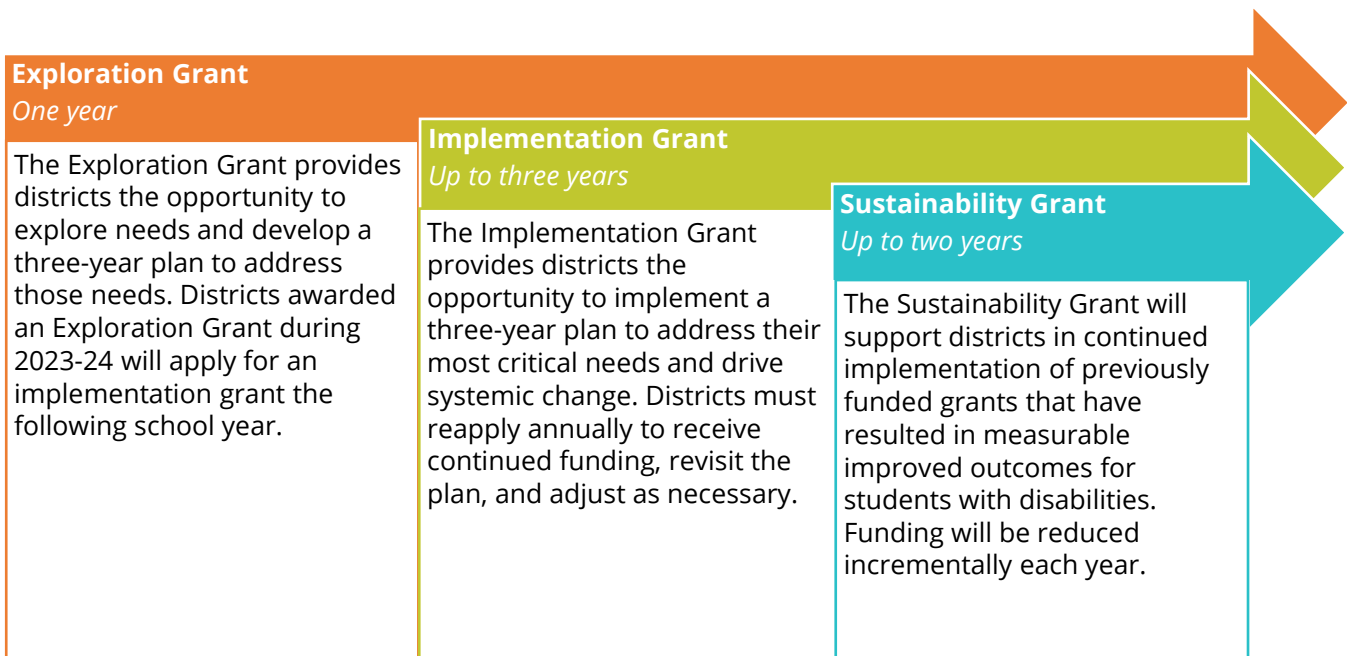 Exploration Grant
One year
The Exploration Grant provides
districts the opportunity to
explore needs and develop a
three-year plan to address
those needs. Districts awarded
an Exploration Grant during
2023-24 will apply for an
implementation grant the
following school year.
Implementation Grant
Up to three years
The Implementation Grant
provides districts the
opportunity to implement a
three-year plan to address their
most critical needs and drive
systemic change. Districts must
reapply annually to receive
continued funding, revisit the
plan, and adjust as necessary.
Sustainability Grant
Up to two years
The Sustainability Grant will
support districts in continued
implementation of previously
funded grants that have
resulted in measurable
improved outcomes for
students with disabilities.
Funding will be reduced
incrementally each year.